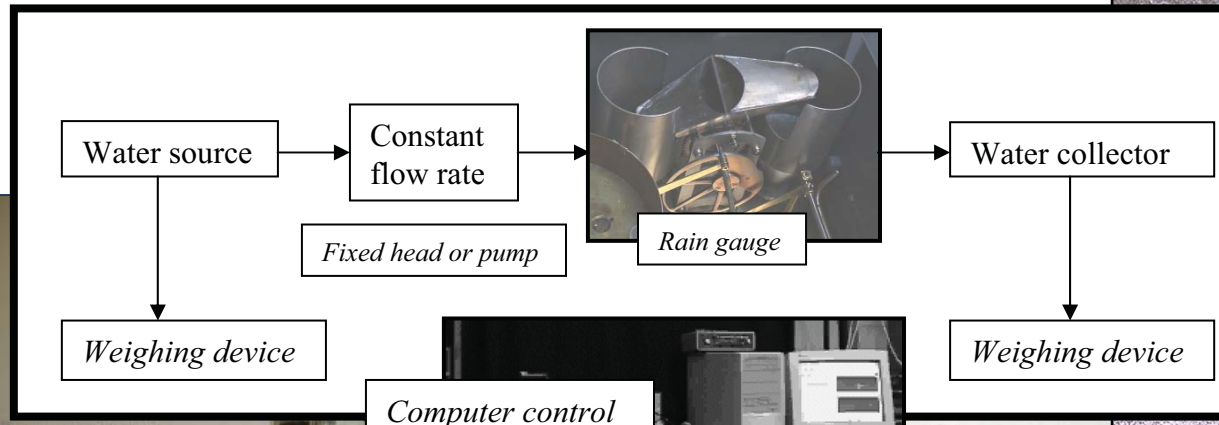 Water source
Constant
flow rate
Fixed head or pump
Rain gauge
Water collector
Weighing device
Weighing device
Computer control